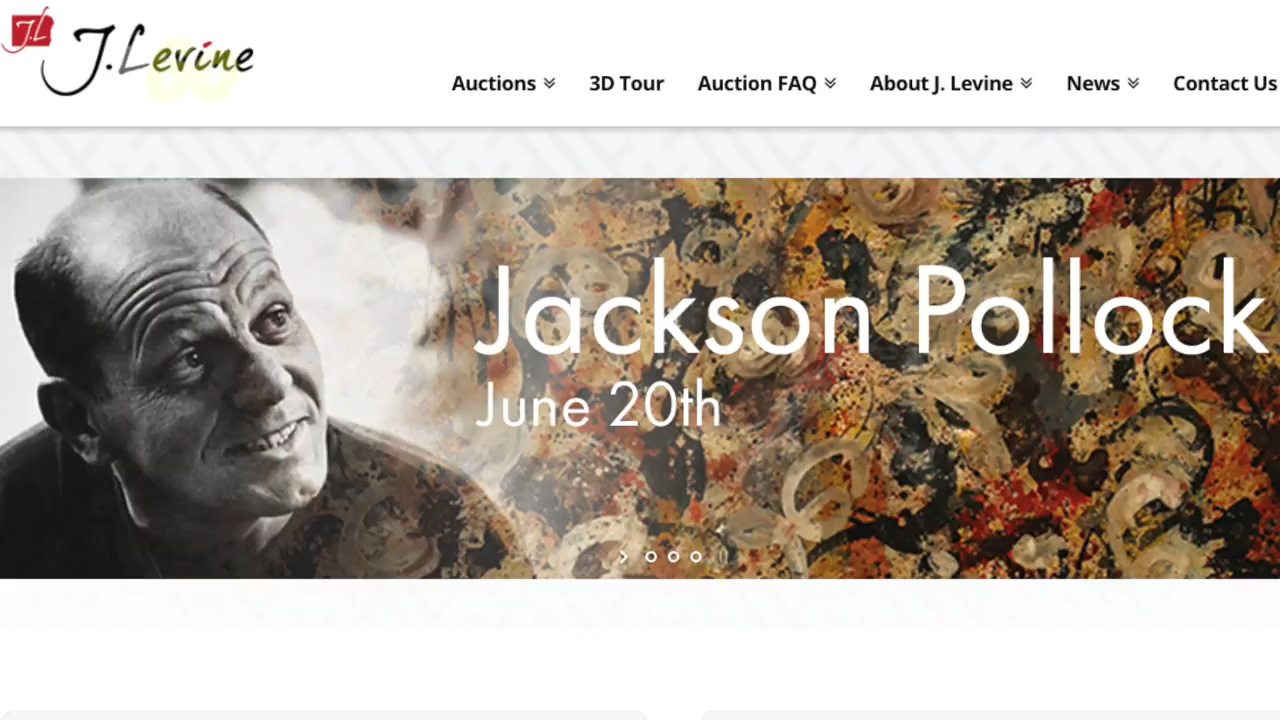 J.L
J.Levine
Auctions 3D Tour Auction FAQ About J. Levine News Contact Us
Jackson Pollock
June 20th